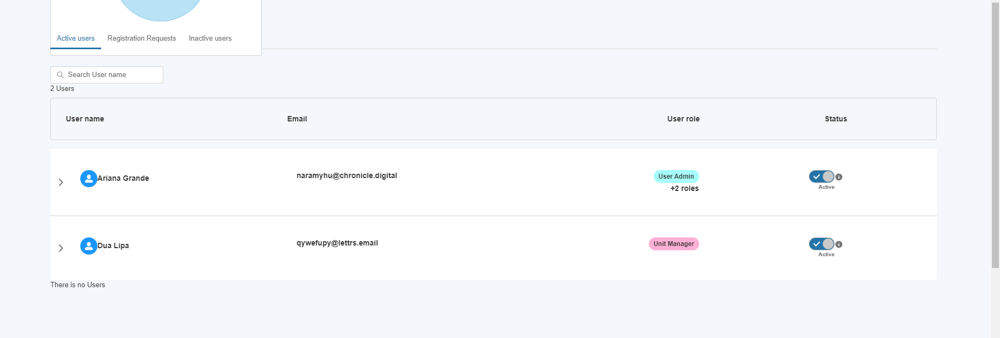 Active users Registration Requests Inactive users
Search User name
2 Users
User name Email User role Status
Ariana Grande naramyhu@chronicle.digital User Admin
+2 roles
Active
Dua Lipa qywefupy@lettrs.email Unit Manager
Active
There is no Users